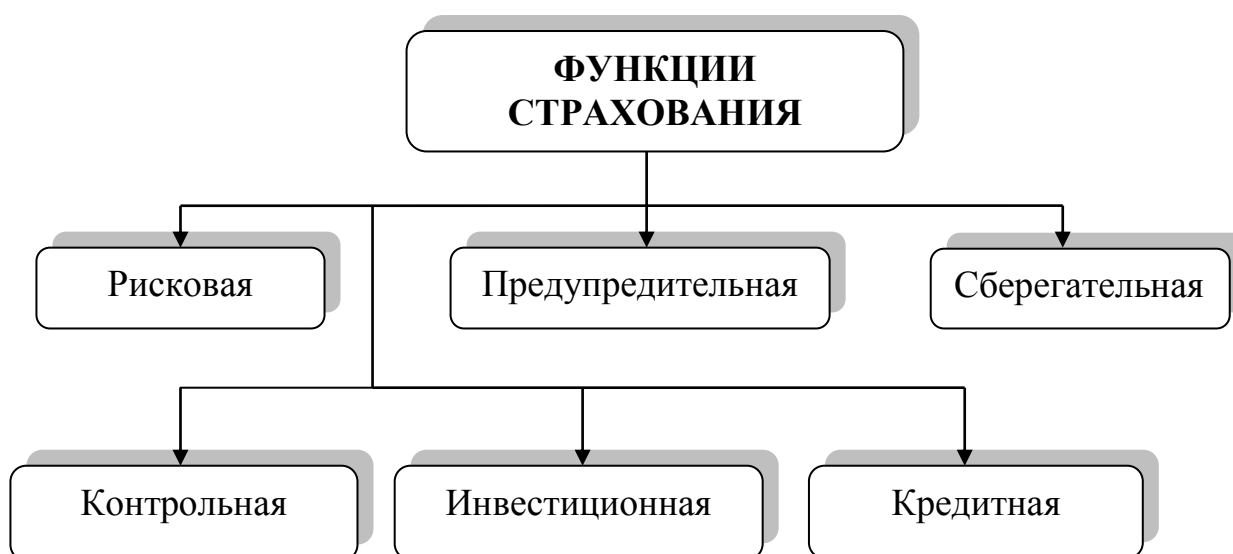 ФУНКЦИИ
СТРАХОВАНИЯ
Рисковая
Предупредительная
Сберегательная
Контрольная
Инвестиционная
Кредитная